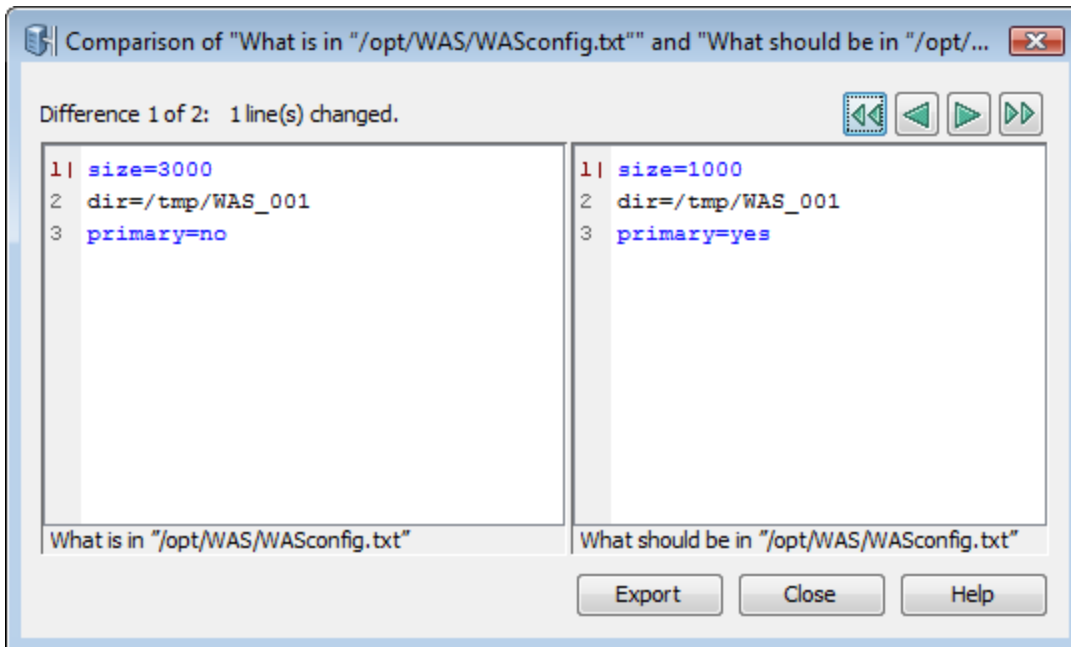 Comparison of "What is in “/opt/WAS/WASconfig.txt”" and "What should be in “/opt/...
Difference 1 of 2: 1 line(s) changed.
1| size=3000
2 dir=/tmp/WAS_001
3 primary=no
What is in “/opt/WAS/WASconfig.txt”
1| size=1000
2 dir=/tmp/WAS_001
3 primary=yes
What should be in “/opt/WAS/WASconfig.txt”
Export Close Help